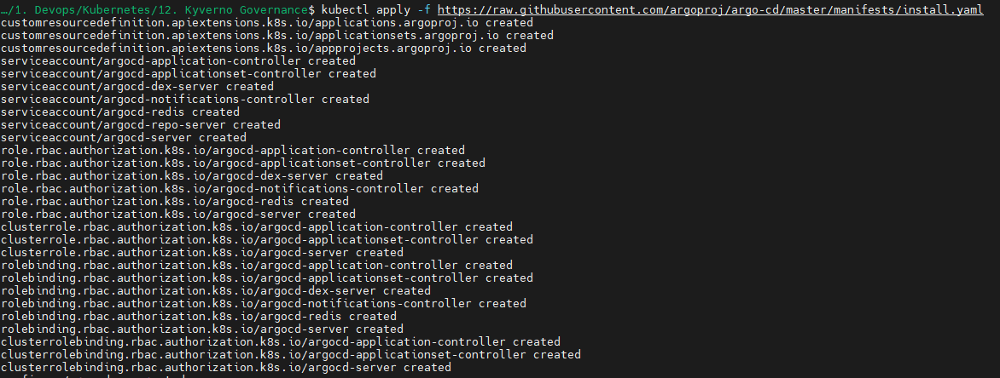 …/1. Devops/Kubernetes/12. Kyverno Governance$ kubectl apply -f https://raw.githubusercontent.com/argoproj/argo-cd/master/manifests/install.yaml
customresourcedefinition.apiextensions.k8s.io/applications.argoproj.io created
customresourcedefinition.apiextensions.k8s.io/applicationsets.argoproj.io created
customresourcedefinition.apiextensions.k8s.io/appprojects.argoproj.io created
serviceaccount/argocd-application-controller created
serviceaccount/argocd-applicationset-controller created
serviceaccount/argocd-dex-server created
serviceaccount/argocd-notifications-controller created
serviceaccount/argocd-redis created
serviceaccount/argocd-repo-server created
serviceaccount/argocd-server created
role.rbac.authorization.k8s.io/argocd-application-controller created
role.rbac.authorization.k8s.io/argocd-applicationset-controller created
role.rbac.authorization.k8s.io/argocd-dex-server created
role.rbac.authorization.k8s.io/argocd-notifications-controller created
role.rbac.authorization.k8s.io/argocd-redis created
role.rbac.authorization.k8s.io/argocd-server created
clusterrole.rbac.authorization.k8s.io/argocd-application-controller created
clusterrole.rbac.authorization.k8s.io/argocd-applicationset-controller created
clusterrole.rbac.authorization.k8s.io/argocd-server created
rolebinding.rbac.authorization.k8s.io/argocd-application-controller created
rolebinding.rbac.authorization.k8s.io/argocd-applicationset-controller created
rolebinding.rbac.authorization.k8s.io/argocd-dex-server created
rolebinding.rbac.authorization.k8s.io/argocd-notifications-controller created
rolebinding.rbac.authorization.k8s.io/argocd-redis created
rolebinding.rbac.authorization.k8s.io/argocd-server created
clusterrolebinding.rbac.authorization.k8s.io/argocd-application-controller created
clusterrolebinding.rbac.authorization.k8s.io/argocd-applicationset-controller created
clusterrolebinding.rbac.authorization.k8s.io/argocd-server created